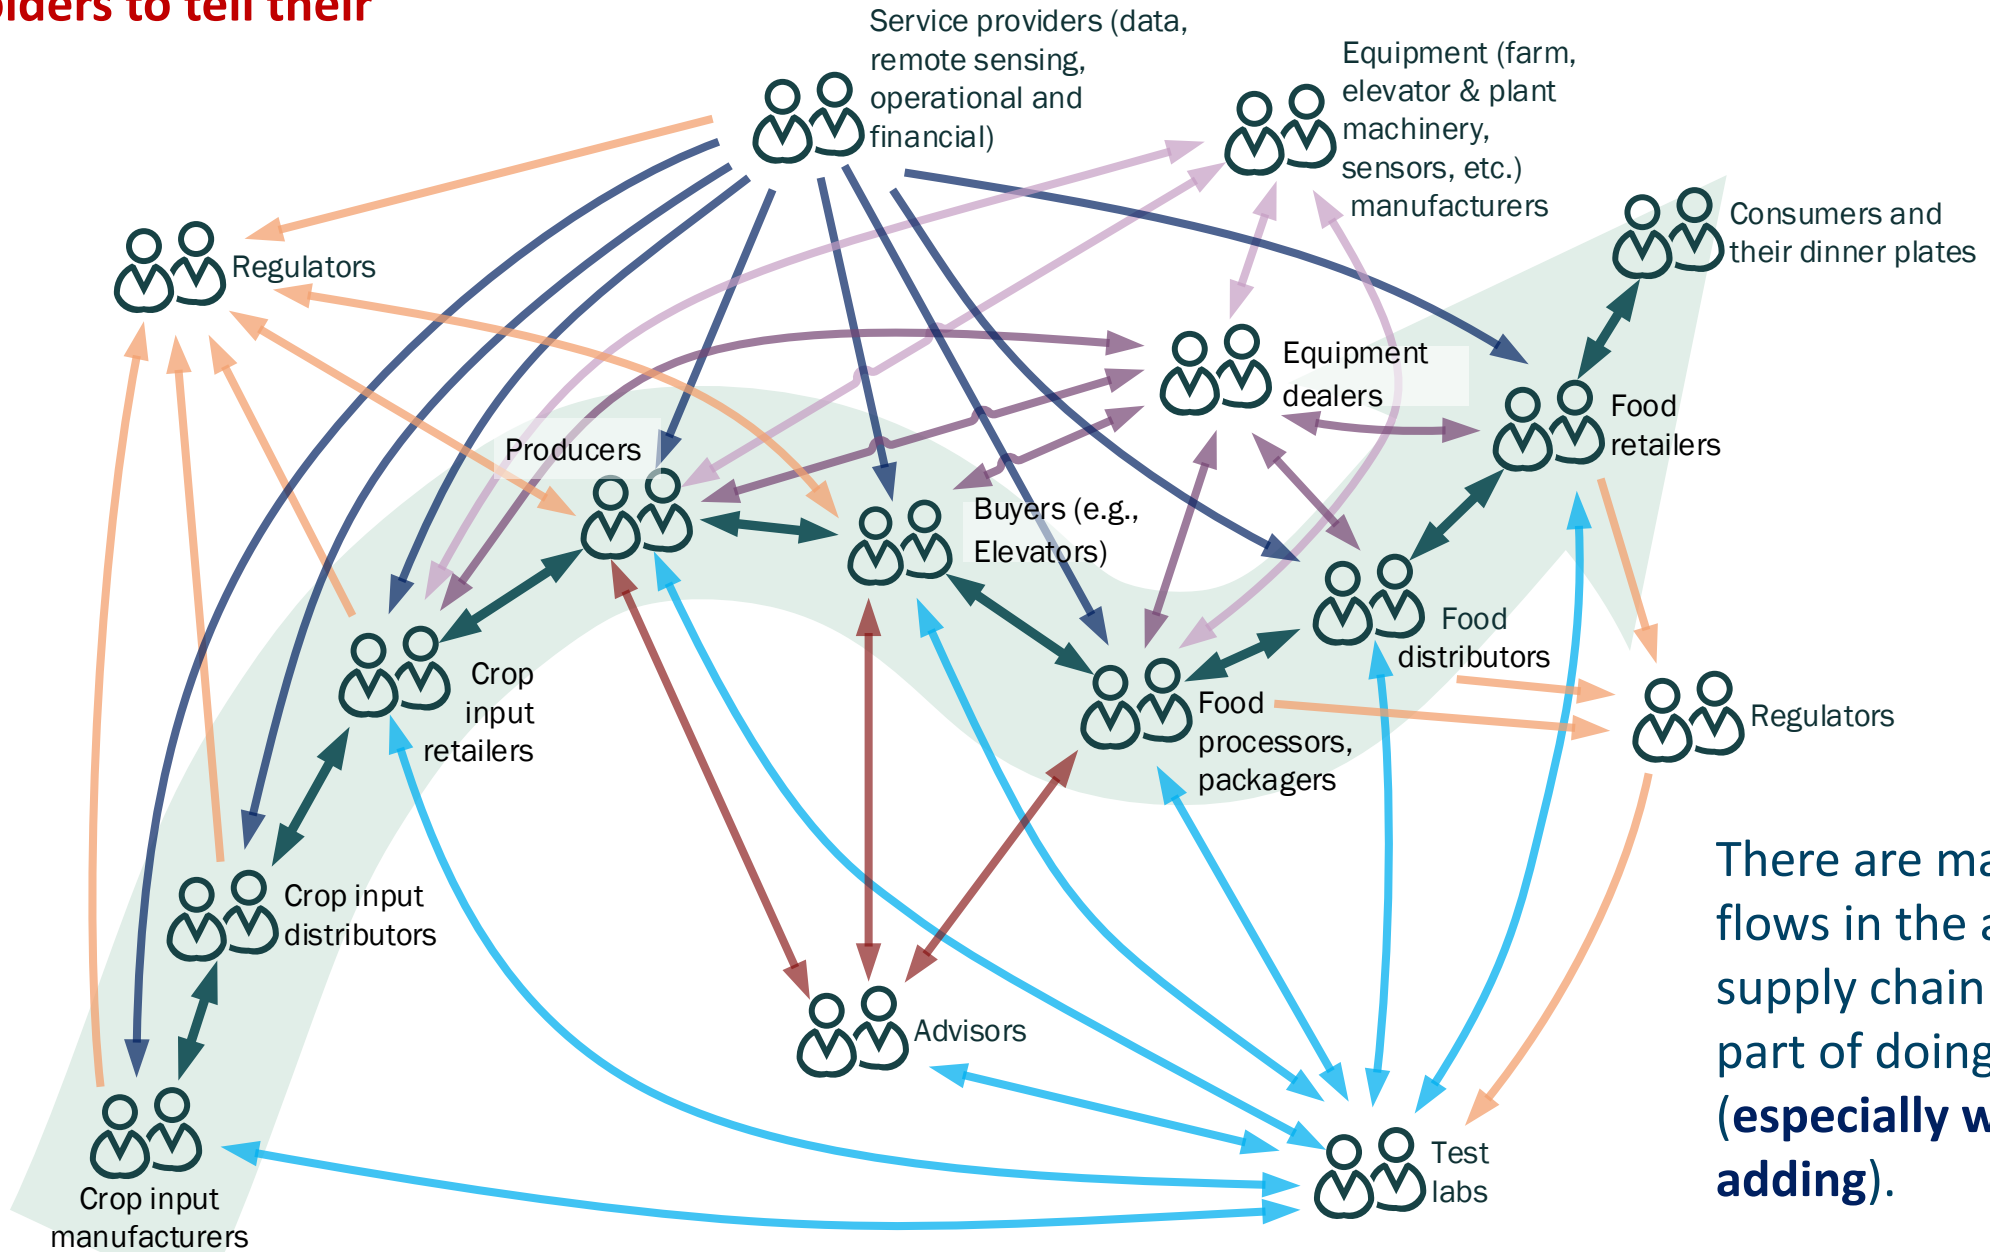 to tell their
Service providers (data,
remote sensing,
operational and
financial)
Equipment (farm,
elevator & plant
machinery,
sensors, etc.)
manufacturers
Consumers and
their dinner plates
Regulators
Equipment
dealers
Food
retailers
Producers
Buyers (e.g.,
Elevators)
Food
distributors
Crop
input
retailers
Food
processors,
packagers
Regulators
Crop input
distributors
Advisors
Test
labs
Crop input
manufacturers
There are
flows in the
supply chain
part of doing
(especially
adding).